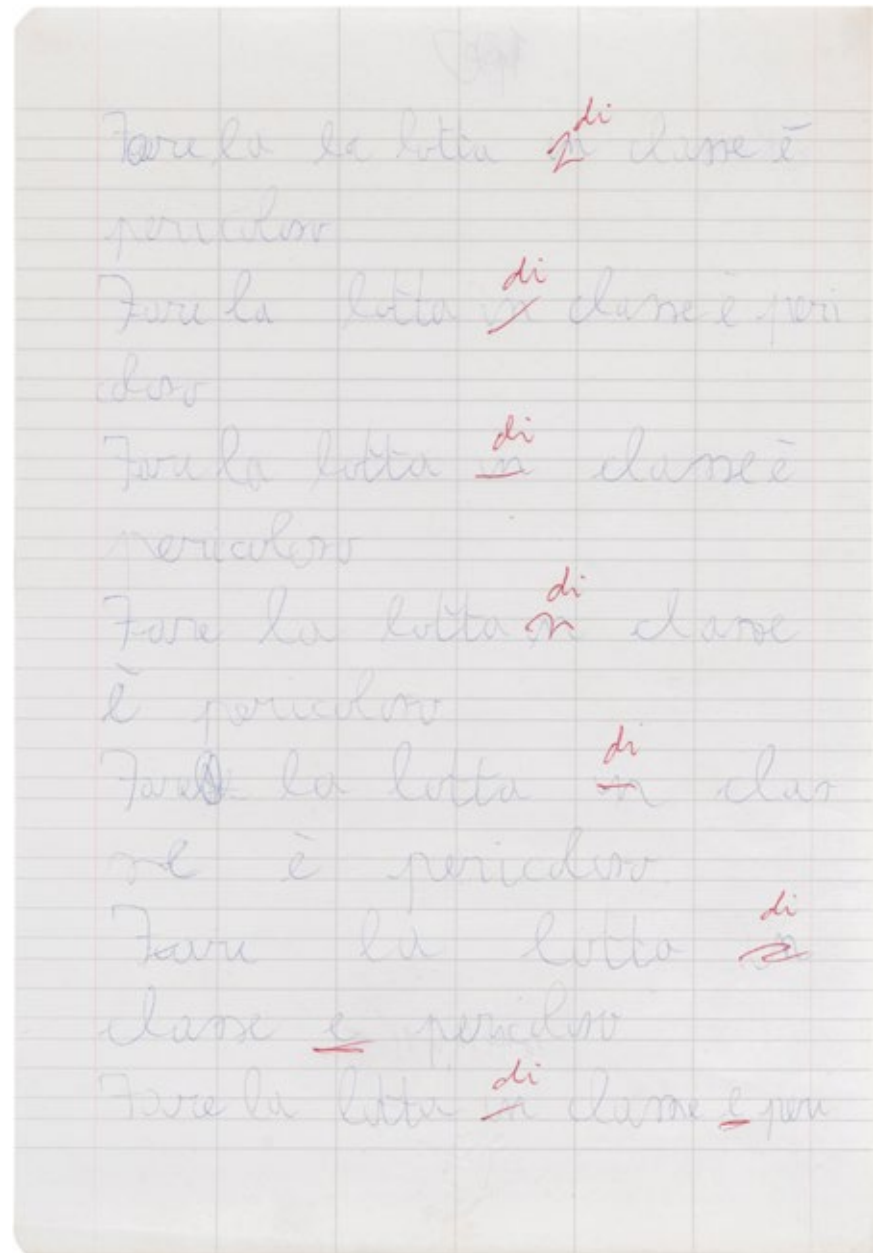 di
Fare la la lotta in classe è
pericoloso
di
Fare la lotta in classe è peri
coloso
di
Fare la lotta in classe è
pericoloso
di
Fare la lotta in classe
è pericoloso
di
Fare la lotta in clas
se è pericoloso
di
Fare la lotta in
classe e pericoloso
di
Fare la lotta in classe e peri